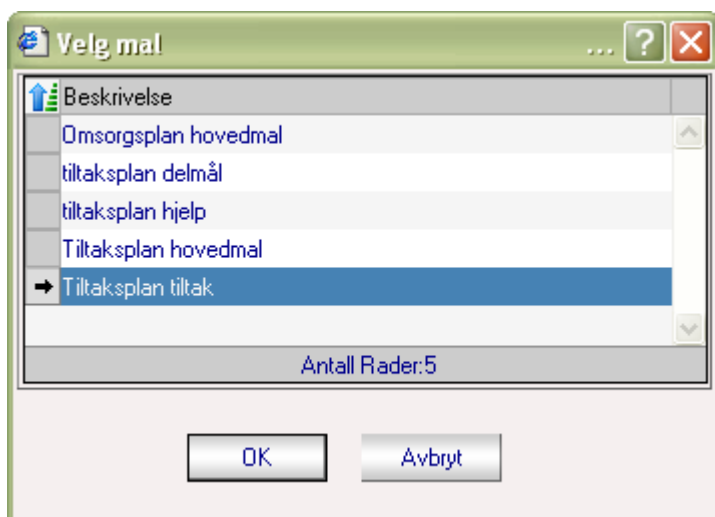 Velg mal ... ?
Beskrivelse
Omsorgsplan hovedmal
tiltaksplan delmål
tiltaksplan hjelp
Tiltaksplan hovedmal
Tiltaksplan tiltak
Antall Rader:5
OK Avbryt